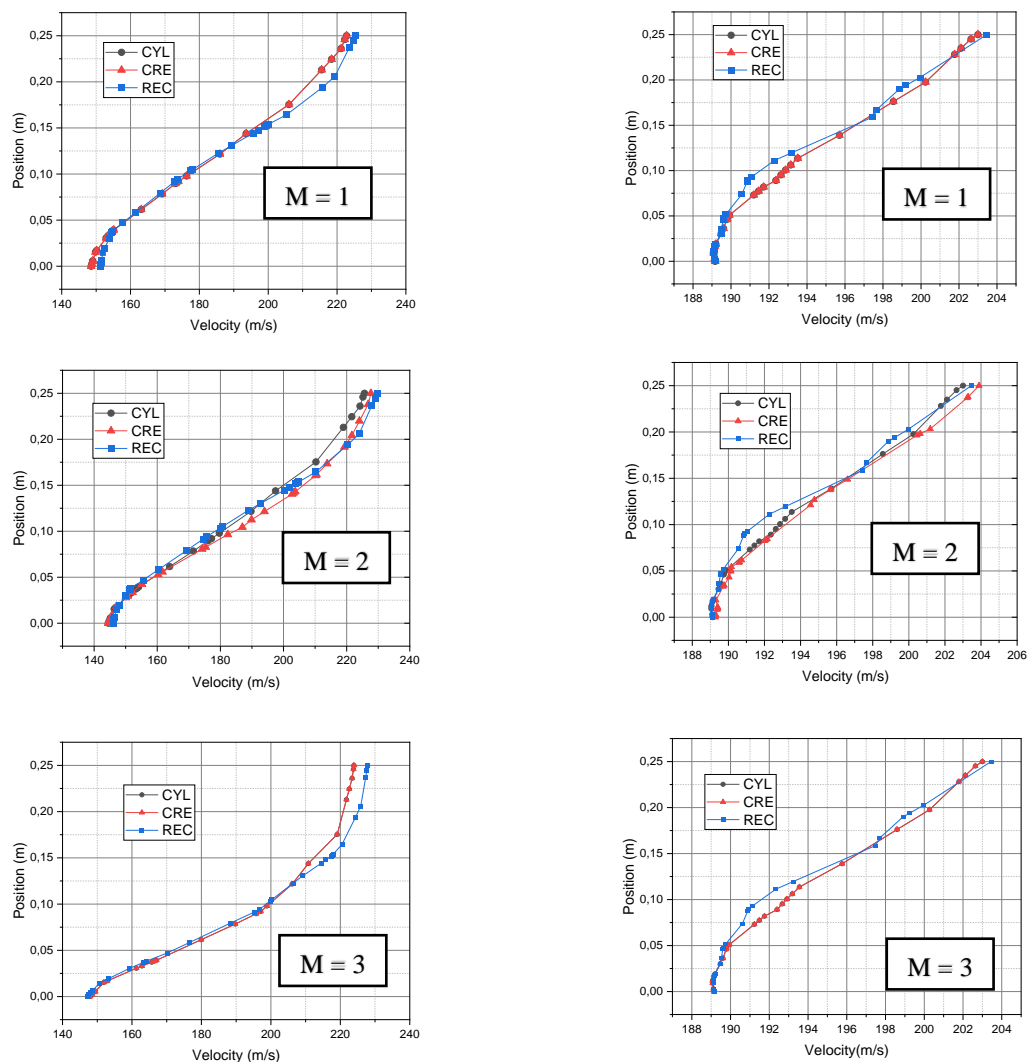 0,25
0,20
0,15
0,10
0,05
0,00
Position (m)
CYL
CRE
REC
M = 1
140 160 180 200 220 240
Velocity (m/s)
0,25
0,20
0,15
0,10
0,05
0,00
Position (m)
CYL
CRE
REC
M = 1
188 190 192 194 196 198 200 202 204
Velocity (m/s)
0,25
0,20
0,15
0,10
0,05
0,00
Position (m)
CYL
CRE
REC
M = 2
140 160 180 200 220 240
Velocity (m/s)
0,25
0,20
0,15
0,10
0,05
0,00
Position (m)
CYL
CRE
REC
M = 2
188 190 192 194 196 198 200 202 204 206
Velocity (m/s)
0,25
0,20
0,15
0,10
0,05
0,00
Position (m)
CYL
CRE
REC
M = 3
140 160 180 200 220 240
Velocity (m/s)
0,25
0,20
0,15
0,10
0,05
0,00
Position (m)
CYL
CRE
REC
M = 3
188 190 192 194 196 198 200 202 204
Velocity(m/s)